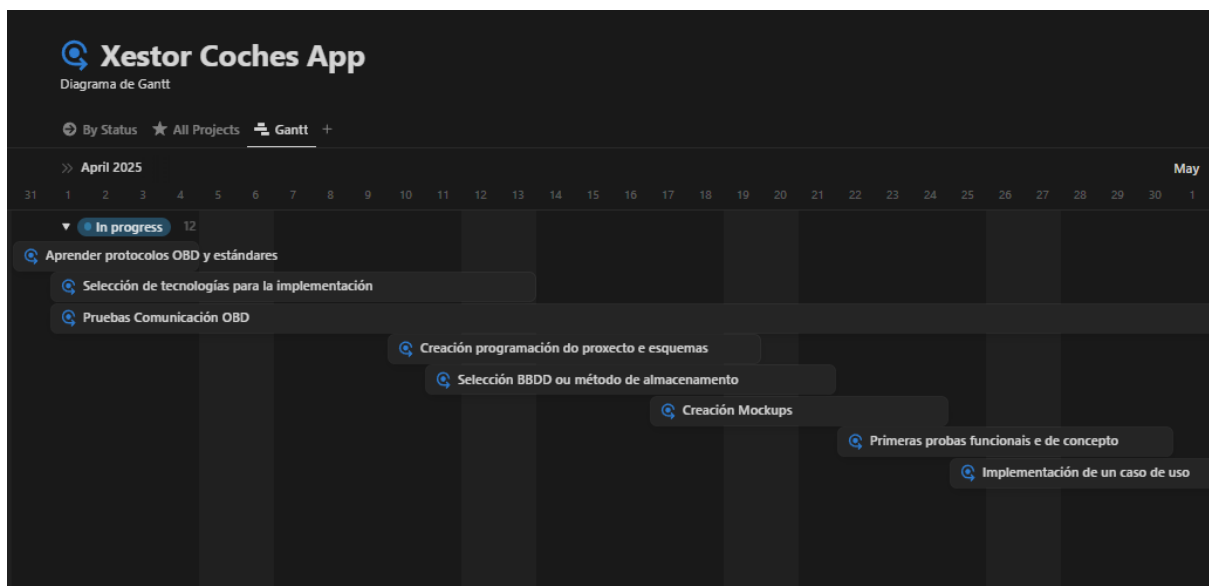 Xestor Coches App
Diagrama de Gantt
By Status All Projects Gantt +
April 2025 May
31 1 2 3 4 5 6 7 8 9 10 11 12 13 14 15 16 17 18 19 20 21 22 23 24 25 26 27 28 29 30 1
In progress 12
Aprender protocolos OBD y estándares
Selección de tecnologías para la implementación
Pruebas Comunicación OBD
Creación programación do proxecto e esquemas
Selección BBDD ou método de almacenamento
Creación Mockups
Primeras probas funcionais e de concepto
Implementación de un caso de uso